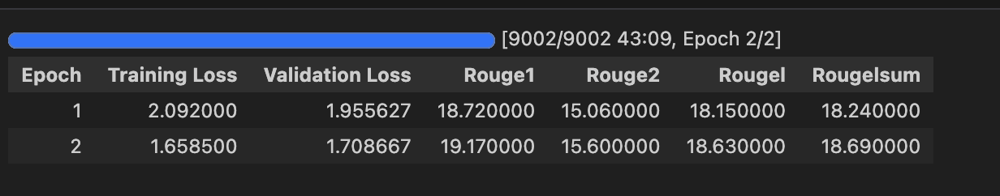 [9002/9002 43:09, Epoch 2/2]
Epoch Training Loss Validation Loss Rouge1 Rouge2 Rougel Rougelsum
1 2.092000 1.955627 18.720000 15.060000 18.150000 18.240000
2 1.658500 1.708667 19.170000 15.600000 18.630000 18.690000